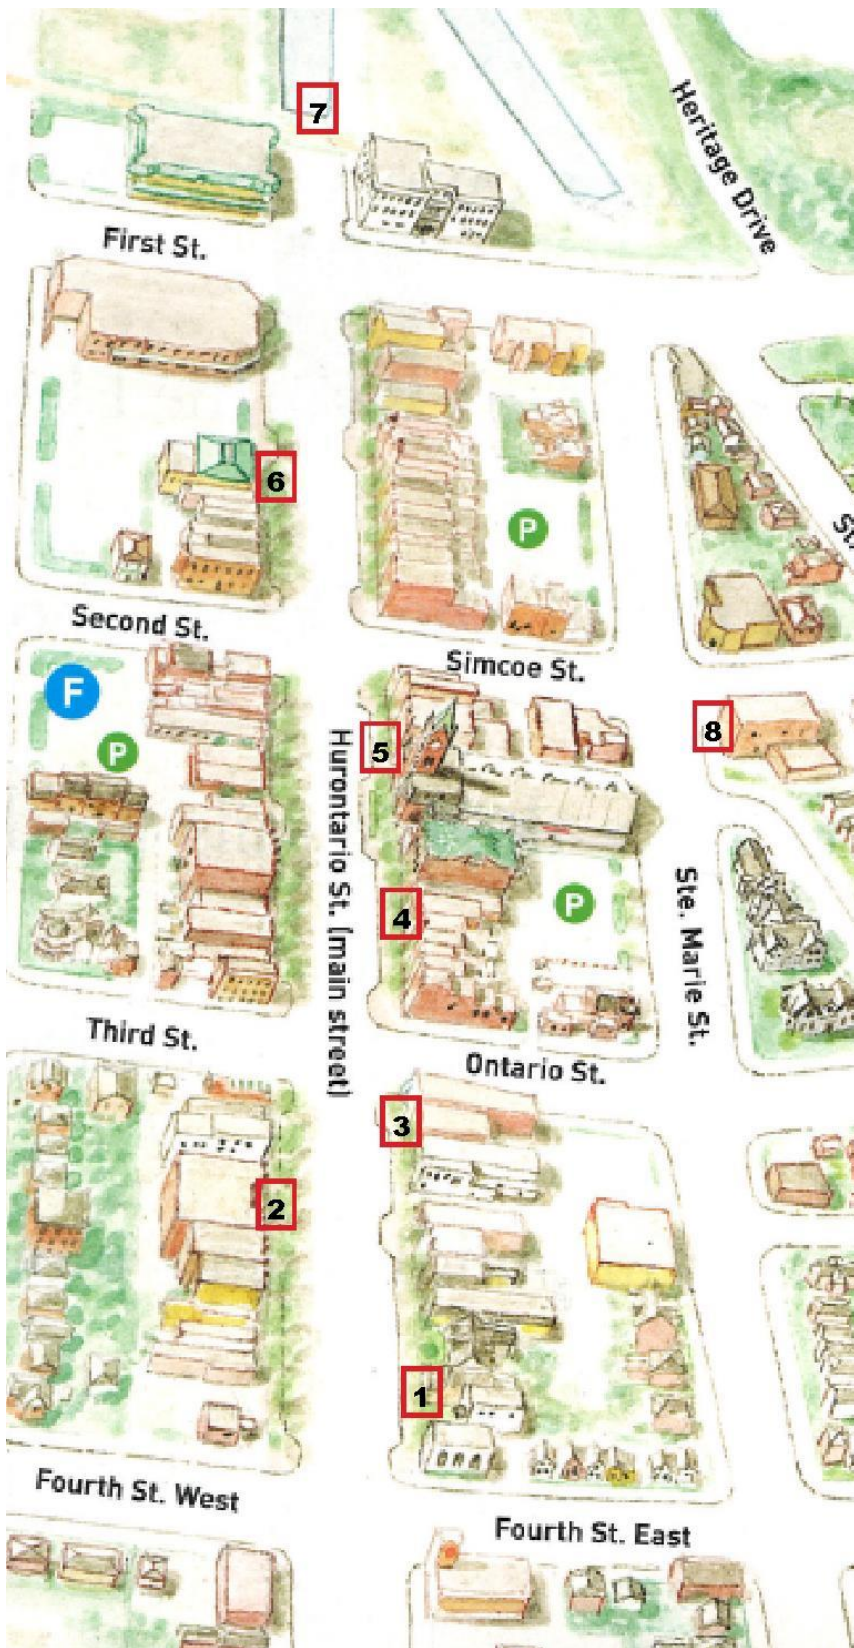 7
Heritage Drive
First St.
6
P
St.
Second St.
Simcoe St.
F
P
5
8
Hurontario St. (main street)
4
P
Ste. Marie St.
Third St.
Ontario St.
3
2
1
Fourth St. West
Fourth St. East